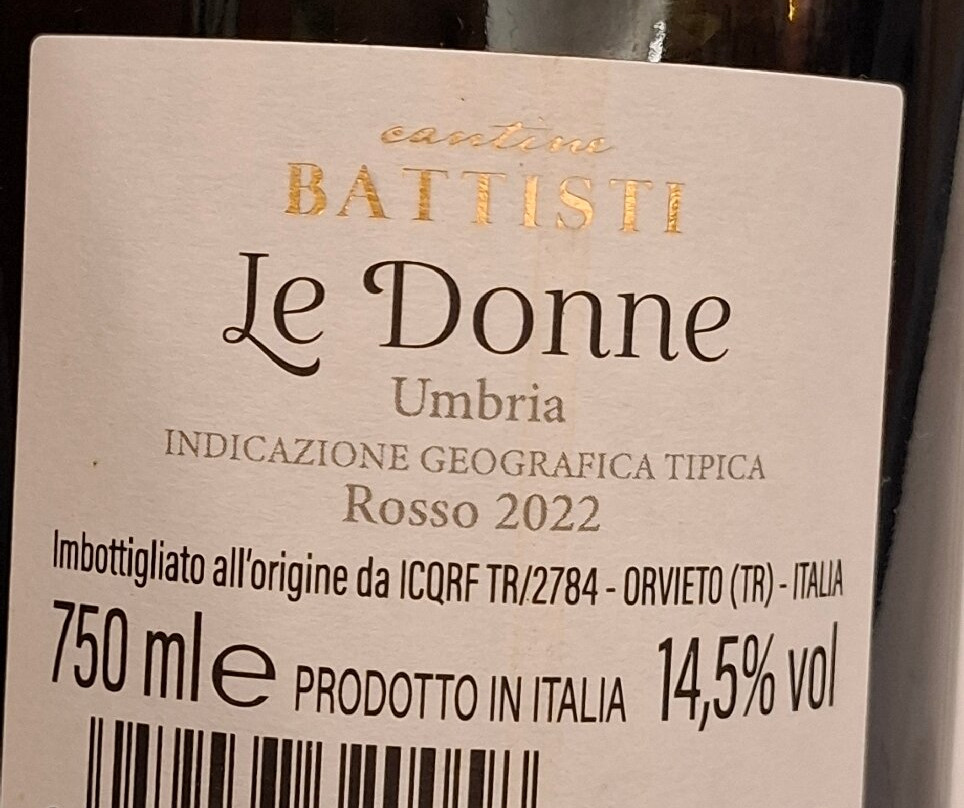 cantine
BATTISTI
Le Donne
Umbria
INDICAZIONE GEOGRAFICA TIPICA
Rosso 2022
Imbottigliato all'origine da ICQRF TR/2784 - ORVIETO (TR) - ITALIA
750 ml e PRODOTTO IN ITALIA 14,5% vol